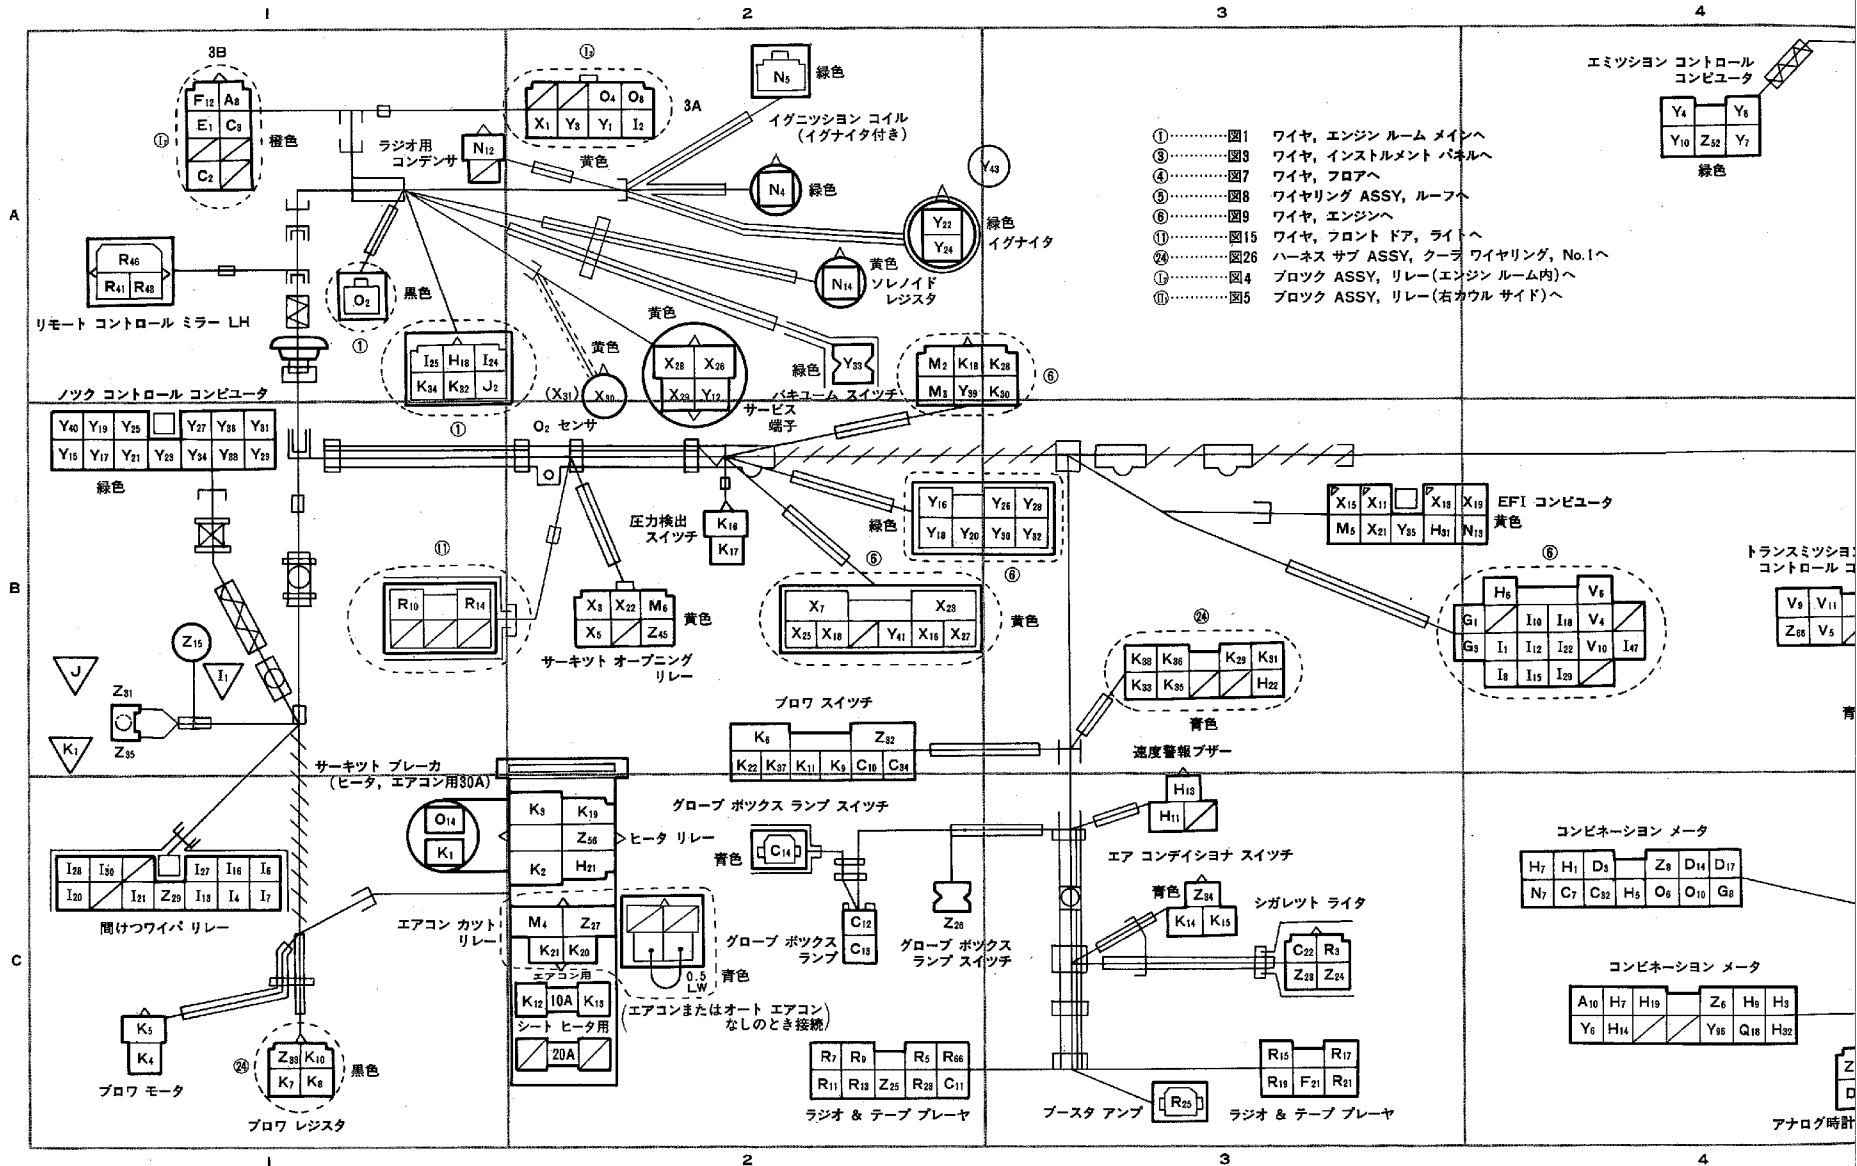 1
2
3
4
A
B
C
3B
F12 A8
E1 C3
C2
橙色
ラジオ用
コンデンサ
N12
黄色
X1 Y3 Y1 I2
O4 O8
3A
N5
緑色
イグニツション コイル
(イグナイタ付き)
N4
緑色
Y43
Y22
Y24
緑色
イグナイタ
N14
黄色
ソレノイド
レジスタ
①………図1 ワイヤ, エンジン ルーム メインへ
③………図3 ワイヤ, インストルメント パネルへ
④………図7 ワイヤ, フロアへ
⑤………図8 ワイヤリング ASSY, ルーフへ
⑥………図9 ワイヤ, エンジンへ
⑪………図15 ワイヤ, フロント ドア, ライトへ
㉔………図26 ハーネス サブ ASSY, クーラ ワイヤリング, No.1へ
図4 ブロツク ASSY, リレー(エンジン ルーム内)へ
図5 ブロツク ASSY, リレー(右カウル サイド)へ
エミツション コントロール
コンピユータ
Y4 Y8
Y10 Z52 Y7
緑色
R46
R41 R48
リモート コントロール ミラー LH
O2
黒色
①
I25 H18 I24
K34 K32 J2
①
黄色
(X31) X30
O2 センサ
黄色
X28 X26
X29 Y12
サービス
端子
緑色
Y33
バキユーム スイツチ
M2 K18 K28
M3 Y39 K30
⑥
ノツク コントロール コンピユータ
Y40 Y19 Y25 Y27 Y36 Y31
Y15 Y17 Y21 Y23 Y34 Y38 Y29
緑色
圧力検出
スイツチ
K16
K17
緑色
Y16 Y26 Y28
Y18 Y20 Y30 Y32
⑥
X15 X11 X13 X19
M5 X21 Y35 H31 N13
EFI コンピユータ
黄色
⑪
R10 R14
X3 X22 M6
X5 Z45
黄色
サーキツト オープニング
リレー
⑥
X7 X23
X25 X18 Y41 X16 X27
黄色
⑥
H6 V6
G1 I10 I18 V4
G3 I1 I12 I22 V10 I47
I8 I15 I29
トランスミツション
コントロール コ
V9 V11
Z66 V5
青
Z15
J
I1
K1
Z31
Z35
㉔
K38 K36 K29 K31
K33 K35 H22
青色
ブロワ スイツチ
K6 Z32
K22 K37 K11 K9 C10 C34
速度警報ブザー
H13
H11
サーキツト ブレーカ
(ヒータ, エアコン用30A)
O14
K1
K3 K19
Z56
K2 H21
ヒータ リレー
グローブ ボツクス ランプ スイツチ
青色
C14
C12
C13
グローブ ボツクス
ランプ
Z26
グローブ ボツクス
ランプ スイツチ
エア コンデイショナ スイツチ
青色
Z34
K14 K15
シガレツト ライタ
C22 R3
Z28 Z24
コンビネーション メータ
H7 H1 D3 Z8 D14 D17
N7 C7 C32 H5 O6 O10 G8
コンビネーション メータ
A10 H7 H19 Z6 H9 H3
Y6 H14 Y96 Q18 H32
I28 I30 I27 I16 I6
I20 I21 Z29 I13 I4 I7
間けつワイパ リレー
エアコン カツト
リレー
M4 Z27
K21 K20
エアコン用
K12 10A K13
シート ヒータ用
20A
0.5
L.W
青色
(エアコンまたはオート エアコン
なしのとき接続)
K5
K4
ブロワ モータ
㉔
Z33 K10
K7 K8
黒色
ブロワ レジスタ
R7 R9 R5 R66
R11 R13 Z25 R23 C11
ラジオ & テープ プレーヤ
R25
ブースタ アンプ
R15 R17
R19 F21 R21
ラジオ & テープ プレーヤ
Z
D
アナログ時計
1
2
3
4